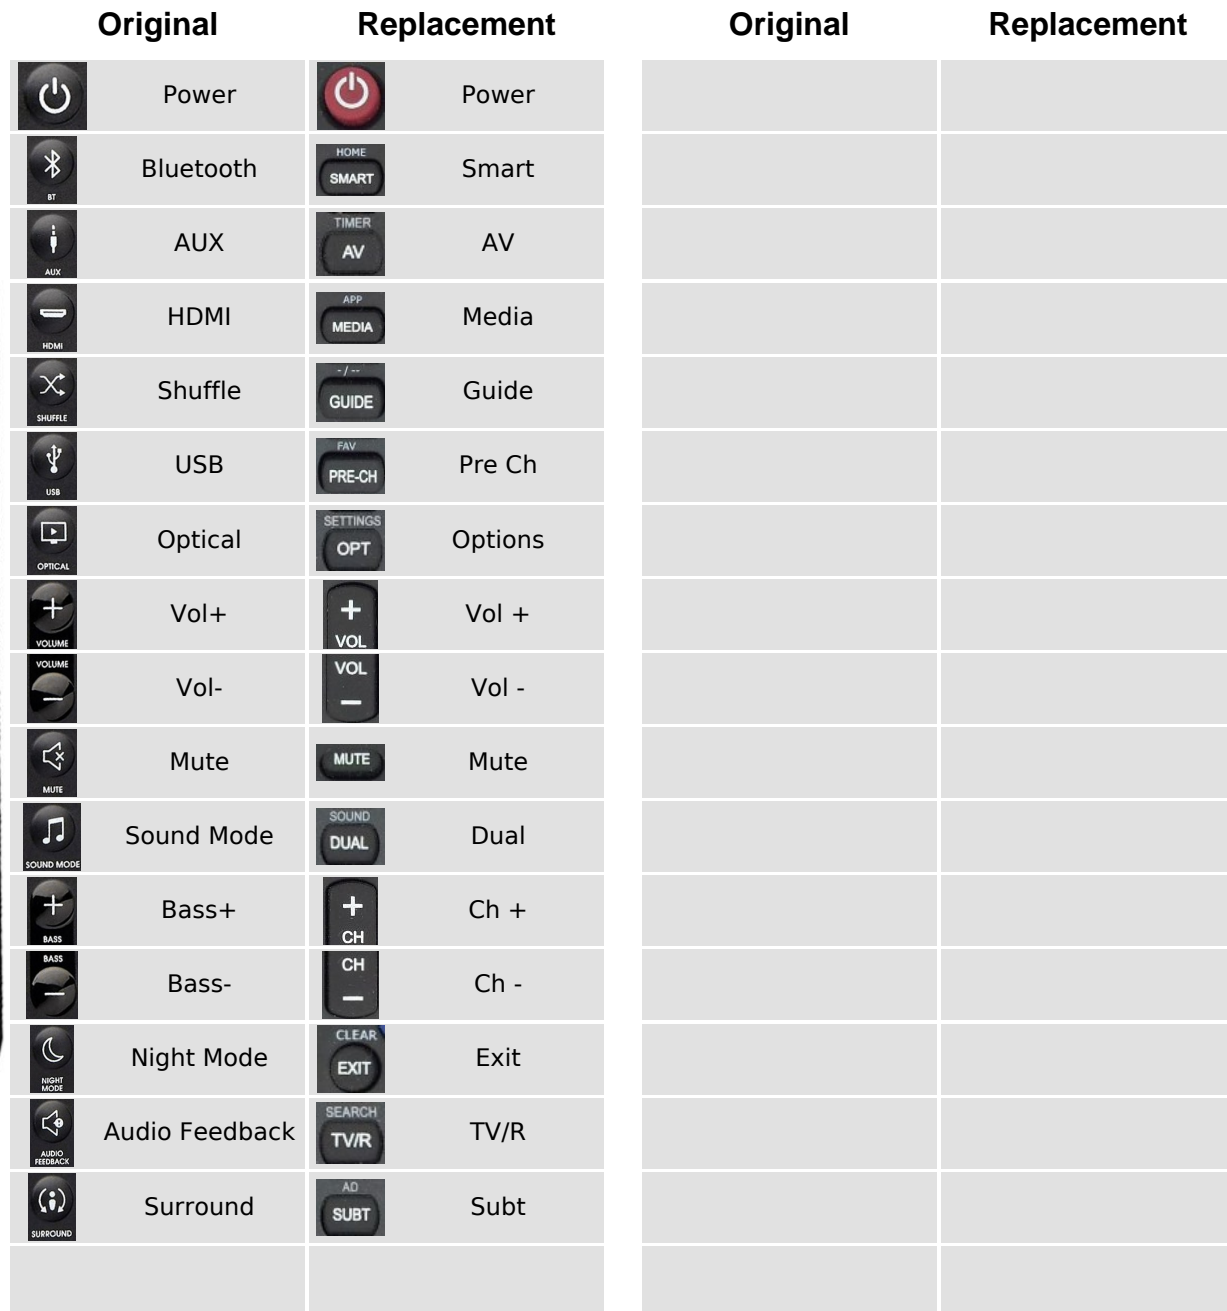 Original Replacement Original Replacement
Power Power
BT Bluetooth HOME SMART Smart
AUX AUX TIMER AV AV
HDMI HDMI APP MEDIA Media
SHUFFLE Shuffle -/-- GUIDE Guide
USB USB FAV PRE-CH Pre Ch
OPTICAL Optical SETTINGS OPT Options
+ VOLUME Vol+ + VOL Vol +
VOLUME – Vol- VOL – Vol -
MUTE Mute MUTE Mute
SOUND MODE Sound Mode SOUND DUAL Dual
+ BASS Bass+ + CH Ch +
BASS – Bass- CH – Ch -
NIGHT MODE Night Mode CLEAR EXIT Exit
AUDIO FEEDBACK Audio Feedback SEARCH TV/R TV/R
SURROUND Surround AD SUBT Subt